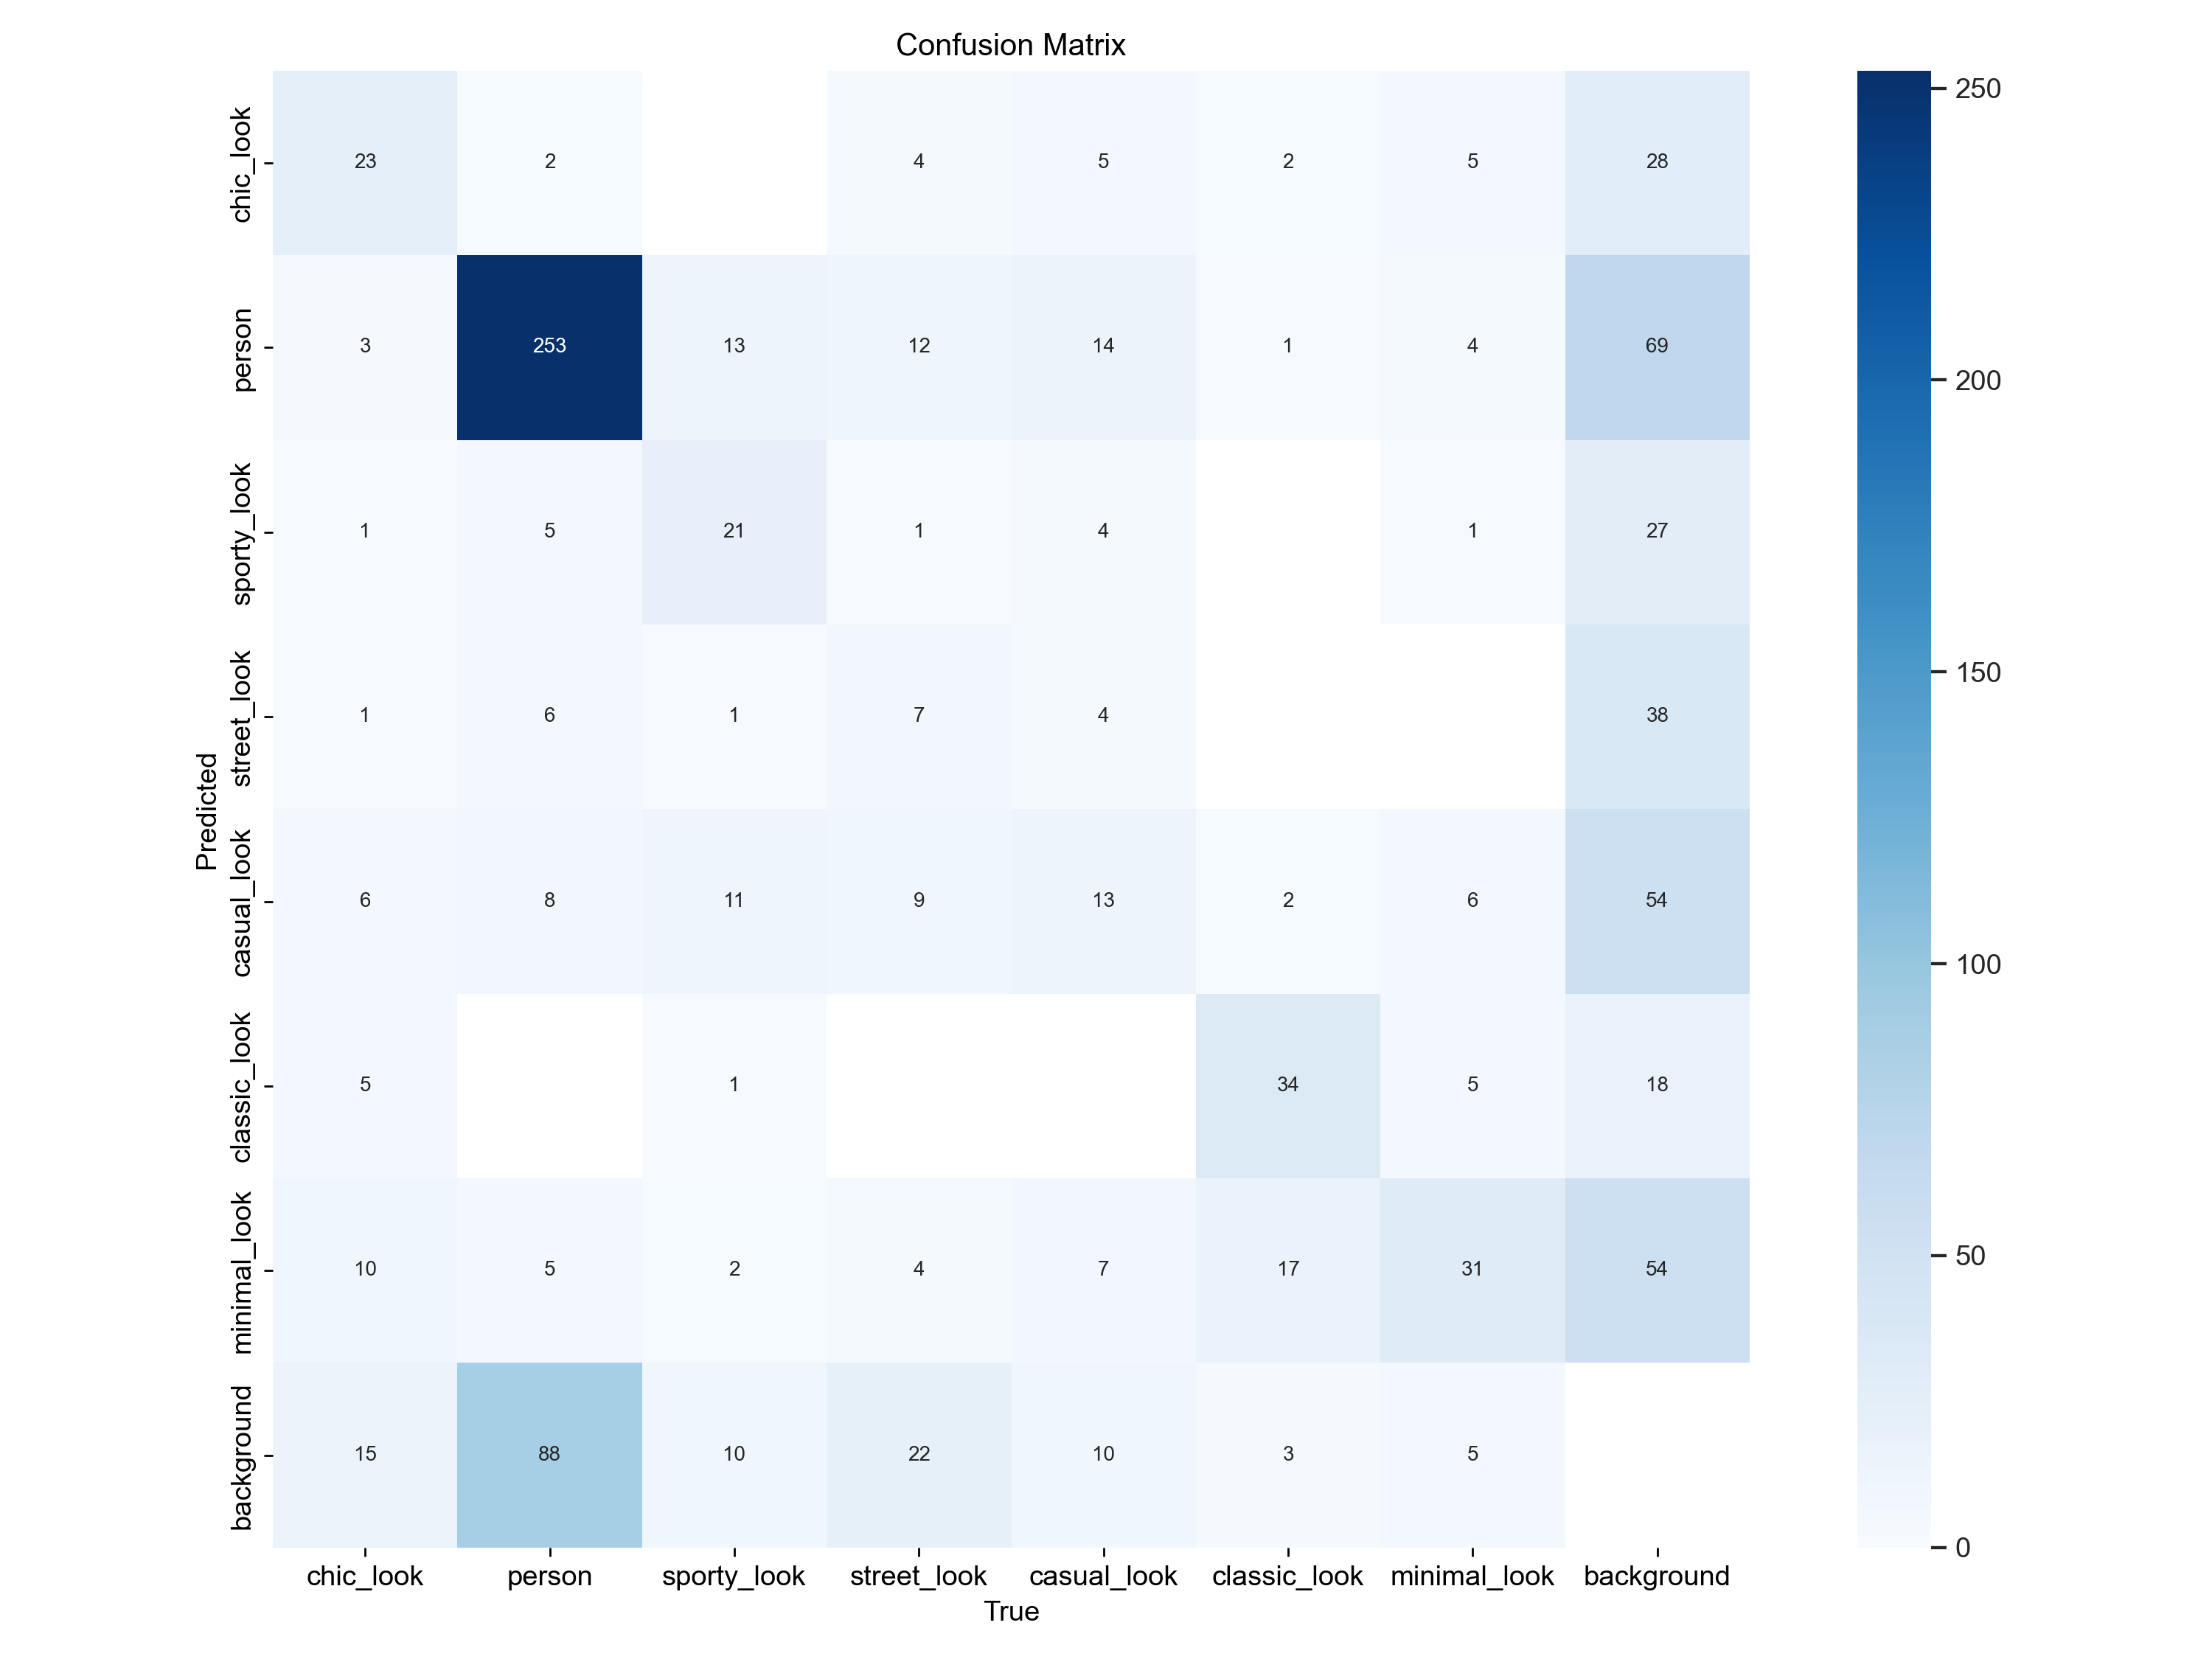 Confusion Matrix
Predicted
chic_look
23 2 4 5 2 5 28
person
3 253 13 12 14 1 4 69
sporty_look
1 5 21 1 4 1 27
street_look
1 6 1 7 4 38
casual_look
6 8 11 9 13 2 6 54
classic_look
5 1 34 5 18
minimal_look
10 5 2 4 7 17 31 54
background
15 88 10 22 10 3 5
chic_look person sporty_look street_look casual_look classic_look minimal_look background
True
250
200
150
100
50
0